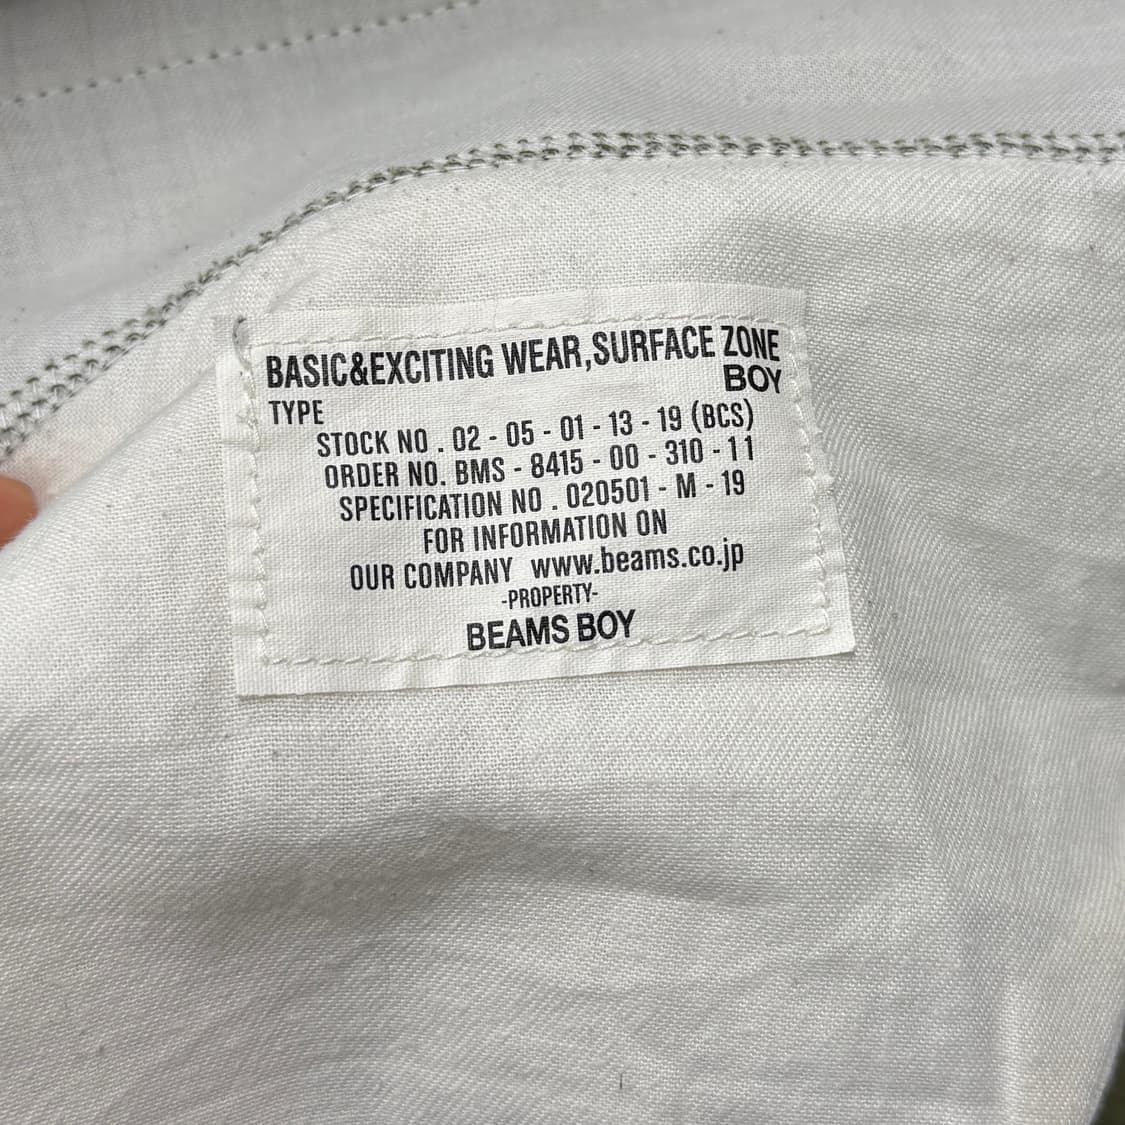 BASIC&EXCITING WEAR,SURFACE ZONE
BOY
TYPE
STOCK NO . 02 - 05 - 01 - 13 - 19 (BCS)
ORDER NO. BMS - 8415 - 00 - 310 - 11
SPECIFICATION NO . 020501 - M - 19
FOR INFORMATION ON
OUR COMPANY www.beams.co.jp
-PROPERTY-
BEAMS BOY